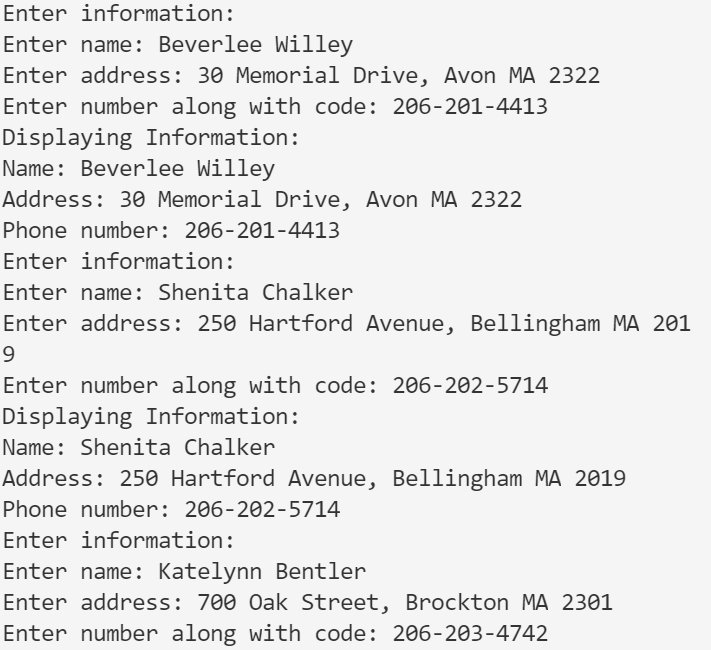 Enter information:
Enter name: Beverlee Willey
Enter address: 30 Memorial Drive, Avon MA 2322
Enter number along with code: 206-201-4413
Displaying Information:
Name: Beverlee Willey
Address: 30 Memorial Drive, Avon MA 2322
Phone number: 206-201-4413
Enter information:
Enter name: Shenita Chalker
Enter address: 250 Hartford Avenue, Bellingham MA 201
9
Enter number along with code: 206-202-5714
Displaying Information:
Name: Shenita Chalker
Address: 250 Hartford Avenue, Bellingham MA 2019
Phone number: 206-202-5714
Enter information:
Enter name: Katelynn Bentler
Enter address: 700 Oak Street, Brockton MA 2301
Enter number along with code: 206-203-4742